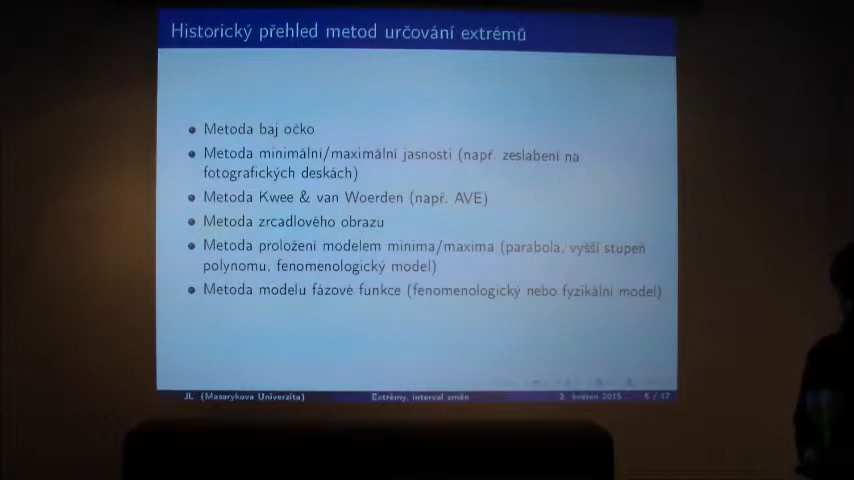 Historický přehled metod určování extrémů
Metoda baj očko
Metoda minimální/maximální jasnosti (např. zeslabení na
fotografických deskách)
Metoda Kwee & van Woerden (např. AVE)
Metoda zrcadlového obrazu
Metoda proložení modelem minima/maxima (parabola, vyšší stupeň
polynomu, fenomenologický model)
Metoda modelu fázové funkce (fenomenologický nebo fyzikální model)
JL (Masarykova Univerzita) Extrémy, interval změn 2. květen 2015 6 / 17